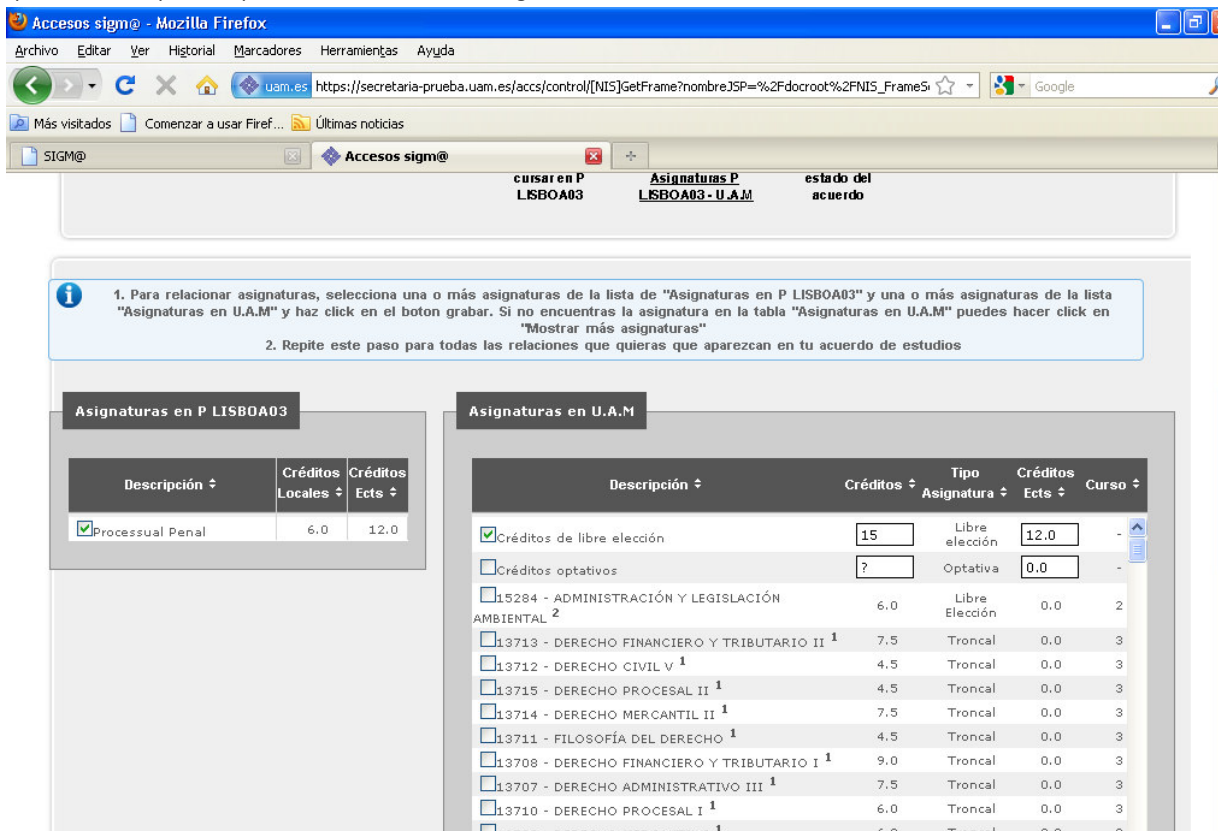 Accesos sigm@ - Mozilla Firefox
Archivo Editar Ver Historial Marcadores Herramientas Ayuda
uam.es https://secretaria-prueba.uam.es/accs/control/[NIS]GetFrame?nombreJSP=%2Fdocroot%2FNIS_FrameS Google
Más visitados Comenzar a usar Firef... Últimas noticias
SIGM@ Accesos sigm@
cursar en P Asignaturas P estado del
LISBOA03 LISBOA03 - U.A.M acuerdo
1. Para relacionar asignaturas, selecciona una o más asignaturas de la lista de "Asignaturas en P LISBOA03" y una o más asignaturas de la lista
"Asignaturas en U.A.M" y haz click en el boton grabar. Si no encuentras la asignatura en la tabla "Asignaturas en U.A.M" puedes hacer click en
"Mostrar más asignaturas"
2. Repite este paso para todas las relaciones que quieras que aparezcan en tu acuerdo de estudios
Asignaturas en P LISBOA03
Descripción Créditos Locales Créditos Ects
Processual Penal 6.0 12.0
Asignaturas en U.A.M
Descripción Créditos Tipo Asignatura Créditos Ects Curso
Créditos de libre elección 15 Libre elección 12.0 -
Créditos optativos ? Optativa 0.0 -
15284 - ADMINISTRACIÓN Y LEGISLACIÓN AMBIENTAL 2 6.0 Libre Elección 0.0 2
13713 - DERECHO FINANCIERO Y TRIBUTARIO II 1 7.5 Troncal 0.0 3
13712 - DERECHO CIVIL V 1 4.5 Troncal 0.0 3
13715 - DERECHO PROCESAL II 1 4.5 Troncal 0.0 3
13714 - DERECHO MERCANTIL II 1 7.5 Troncal 0.0 3
13711 - FILOSOFÍA DEL DERECHO 1 4.5 Troncal 0.0 3
13708 - DERECHO FINANCIERO Y TRIBUTARIO I 1 9.0 Troncal 0.0 3
13707 - DERECHO ADMINISTRATIVO III 1 7.5 Troncal 0.0 3
13710 - DERECHO PROCESAL I 1 6.0 Troncal 0.0 3